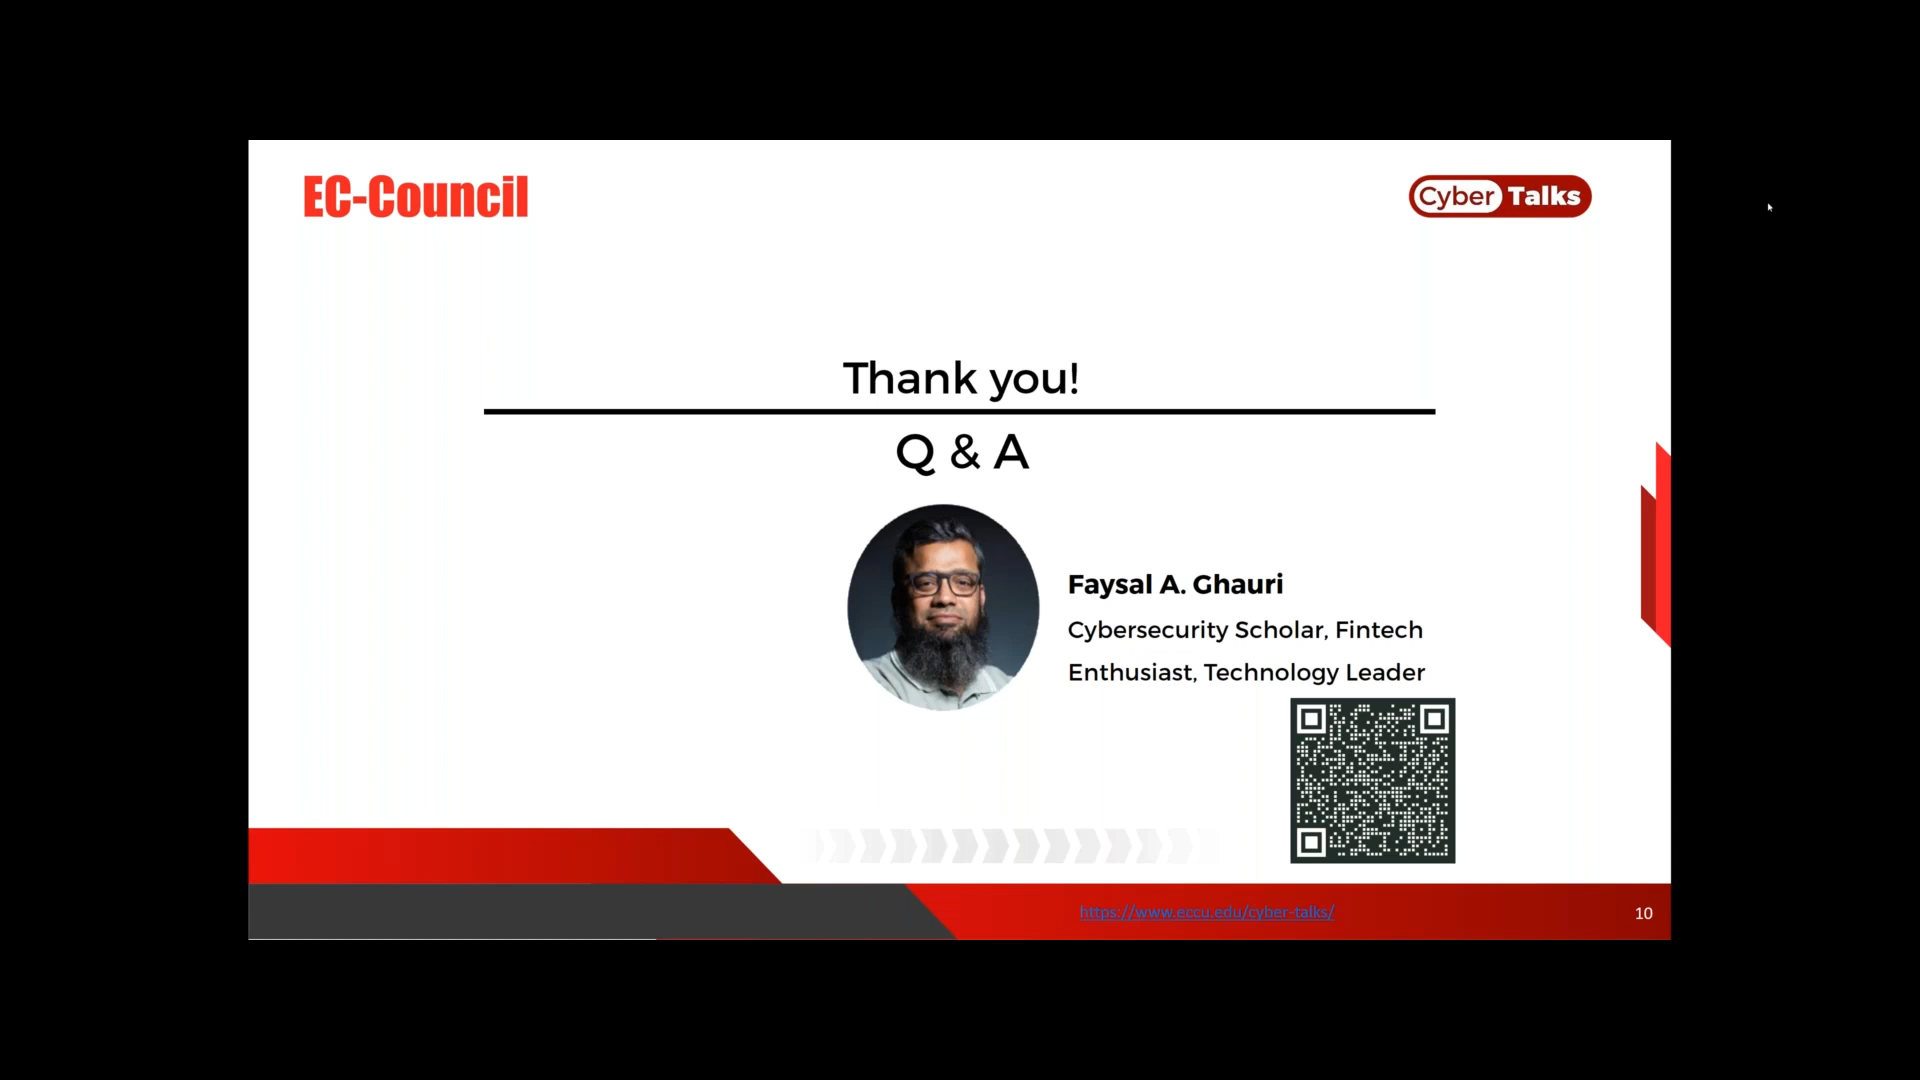 EC-Council
Cyber Talks
Thank you!
Q & A
Faysal A. Ghauri
Cybersecurity Scholar, Fintech
Enthusiast, Technology Leader
https://www.eccu.edu/cyber-talks/
10